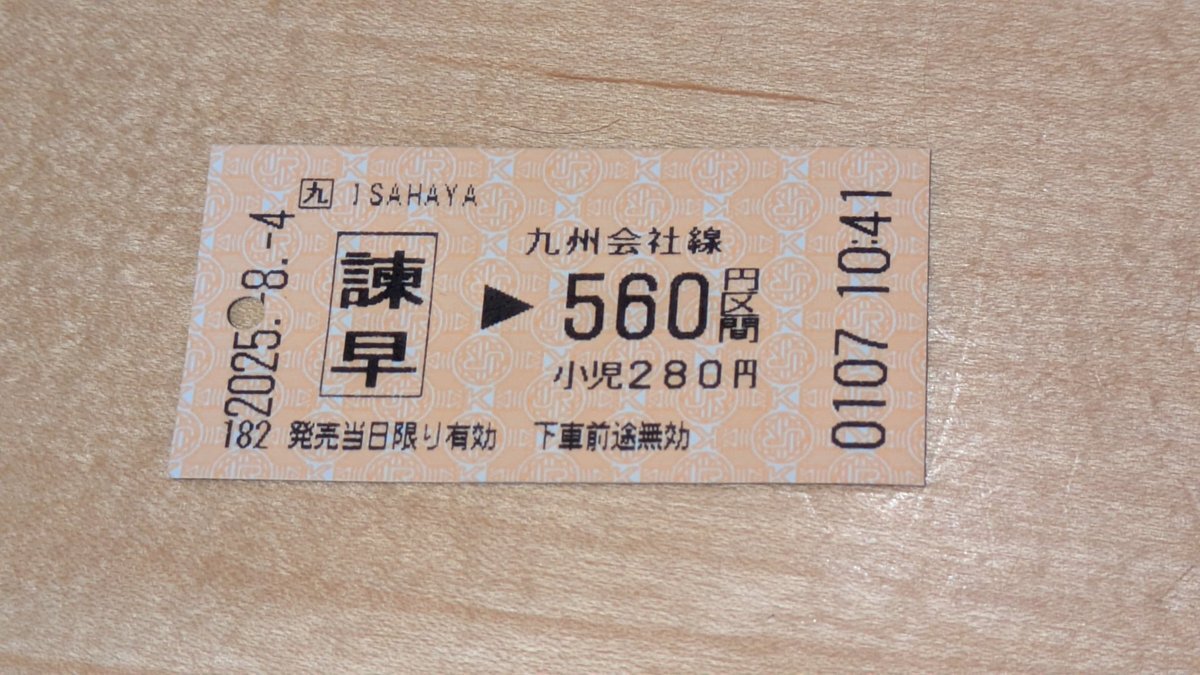 九 ISAHAYA
諫早
▶
九州会社線
560円区間
小児280円
182 発売当日限り有効 下車前途無効
2025.-8.-4
0107 10:41